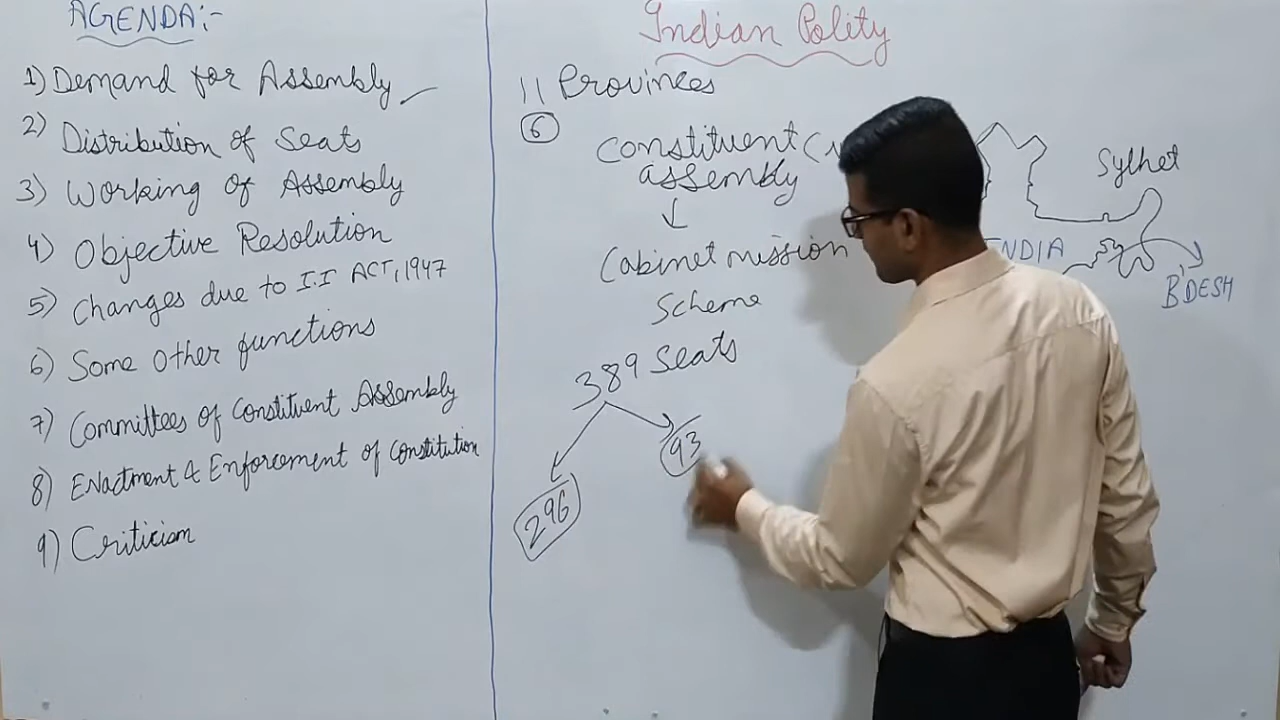 AGENDA:-
1) Demand for Assembly
2) Distribution of Seats
3) Working of Assembly
4) Objective Resolution
5) Changes due to I.I ACT, 1947
6) Some other functions
7) Committees of Constituent Assembly
8) Enactment & Enforcement of Constitution
9) Criticism
Indian Polity
11 Provinces
6
Constituent (
assembly
Cabinet mission
Scheme
389 Seats
296
93
Sylhet
INDIA
B'DESH